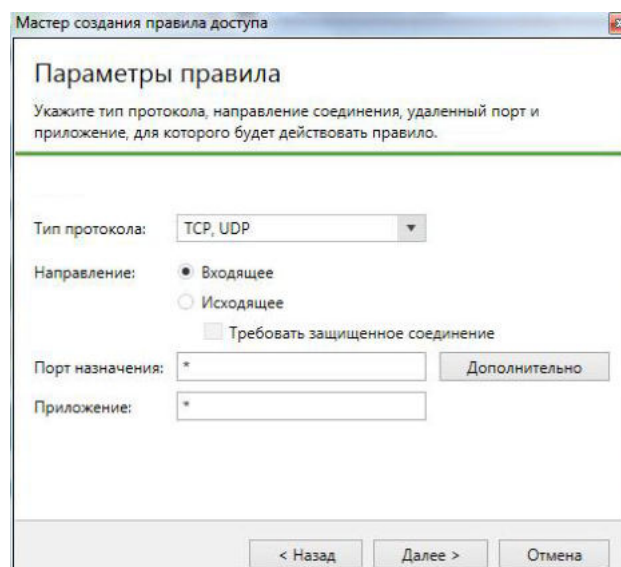 Мастер создания правила доступа
Параметры правила
Укажите тип протокола, направление соединения, удаленный порт и
приложение, для которого будет действовать правило.
Тип протокола: TCP, UDP
Направление: Входящее
Исходящее
Требовать защищенное соединение
Порт назначения: * Дополнительно
Приложение: *
< Назад Далее > Отмена